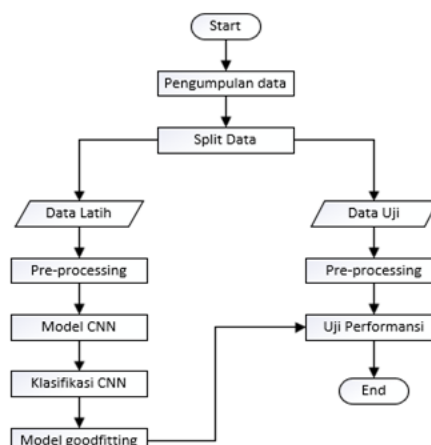 Start
Pengumpulan data
Split Data
Data Latih
Data Uji
Pre-processing
Pre-processing
Model CNN
Uji Performansi
Klasifikasi CNN
End
Model goodfitting